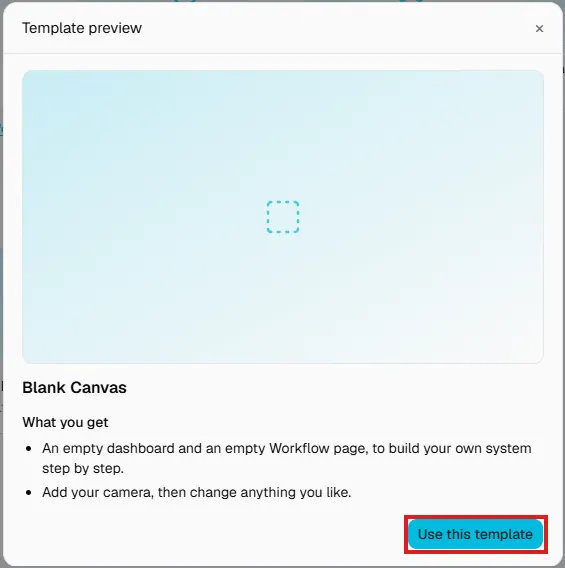 Template preview
×
Blank Canvas
What you get
• An empty dashboard and an empty Workflow page, to build your own system
step by step.
• Add your camera, then change anything you like.
Use this template